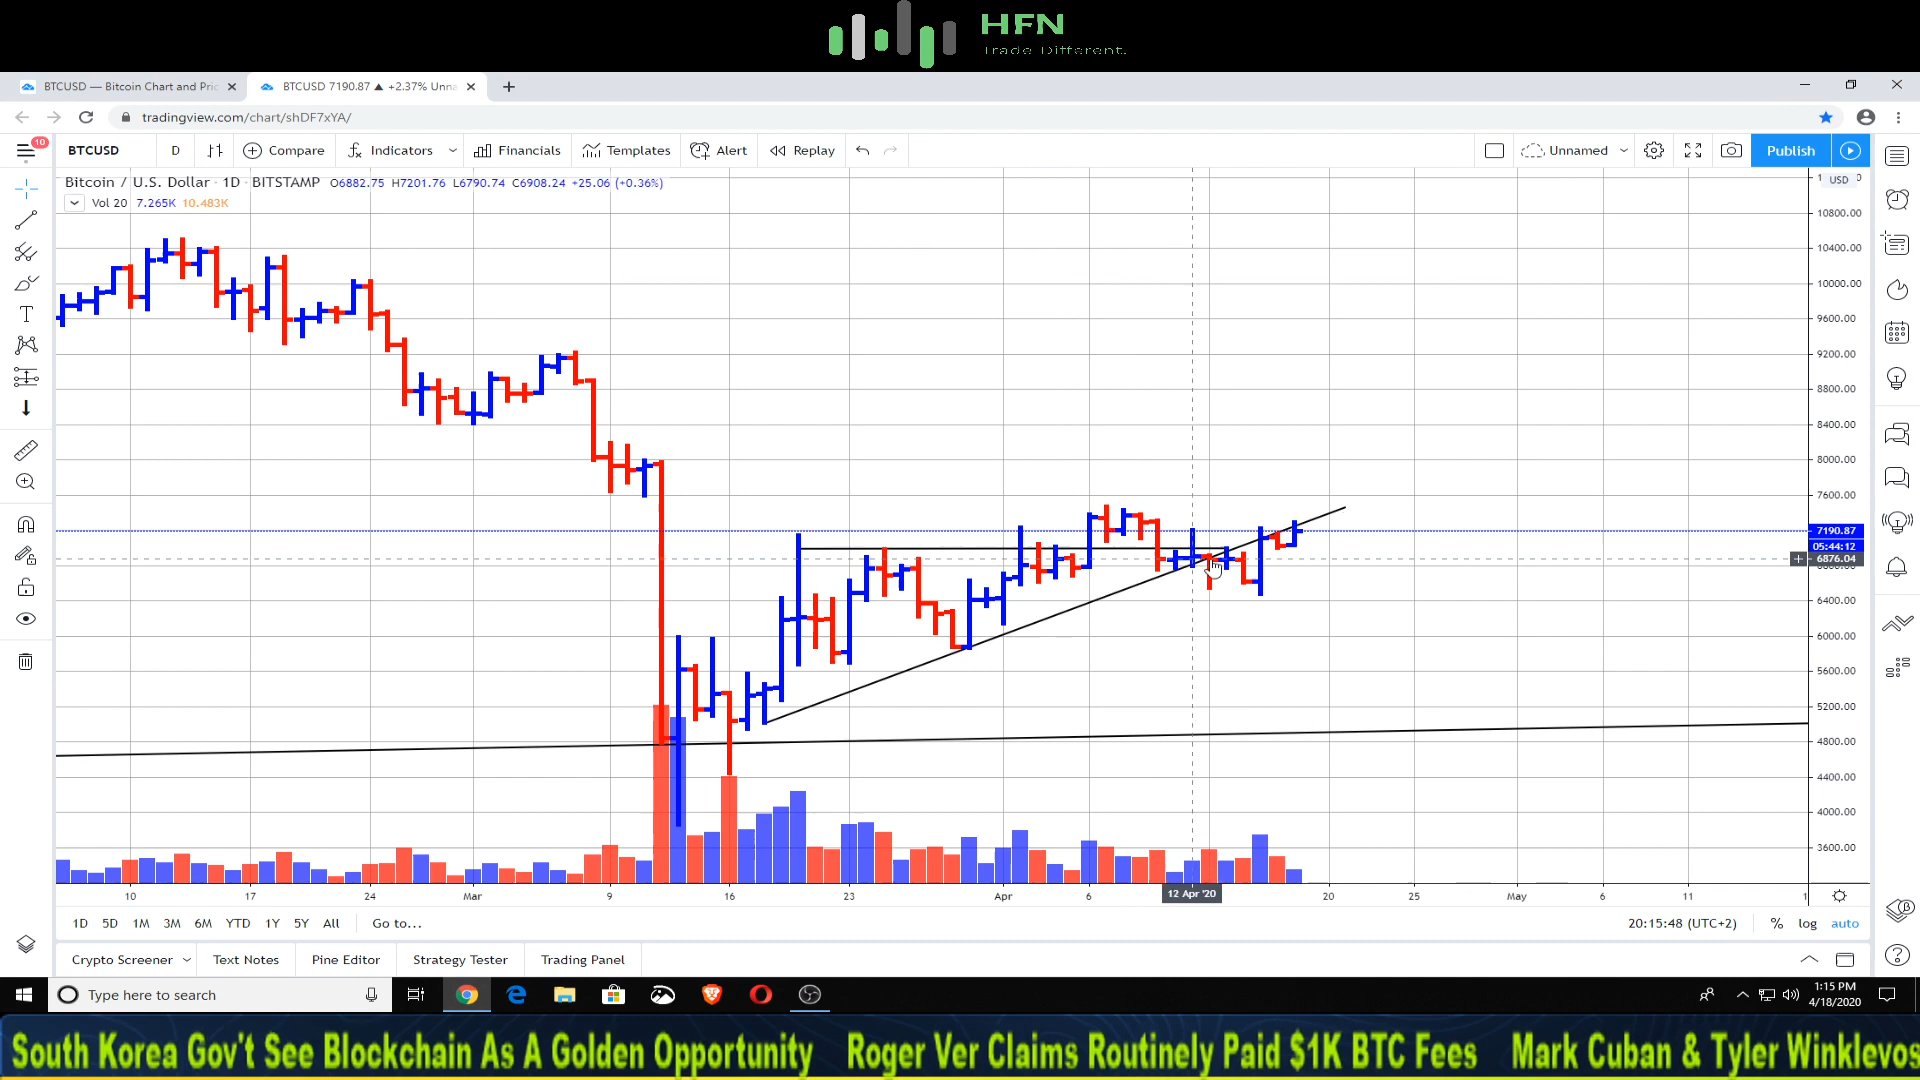 HFN
Trade Different.
BTCUSD — Bitcoin Chart and Pric
BTCUSD 7190.87 ▲ +2.37% Unna
tradingview.com/chart/shDF7xYA/
10
BTCUSD
D
Compare
Indicators
Financials
Templates
Alert
Replay
Unnamed
Publish
Bitcoin / U.S. Dollar · 1D · BITSTAMP O6882.75 H7201.76 L6790.74 C6908.24 +25.06 (+0.36%)
Vol 20 7.265K 10.483K
USD
10800.00
10400.00
10000.00
9600.00
9200.00
8800.00
8400.00
8000.00
7600.00
7190.87
05:44:12
6876.04
6400.00
6000.00
5600.00
5200.00
4800.00
4400.00
4000.00
3600.00
10 17 24 Mar 9 16 23 Apr 6 12 Apr '20 20 25 May 6 11 1
1D 5D 1M 3M 6M YTD 1Y 5Y All Go to...
20:15:48 (UTC+2) % log auto
Crypto Screener Text Notes Pine Editor Strategy Tester Trading Panel
Type here to search
1:15 PM
4/18/2020
South Korea Gov't See Blockchain As A Golden Opportunity Roger Ver Claims Routinely Paid $1K BTC Fees Mark Cuban & Tyler Winklevos